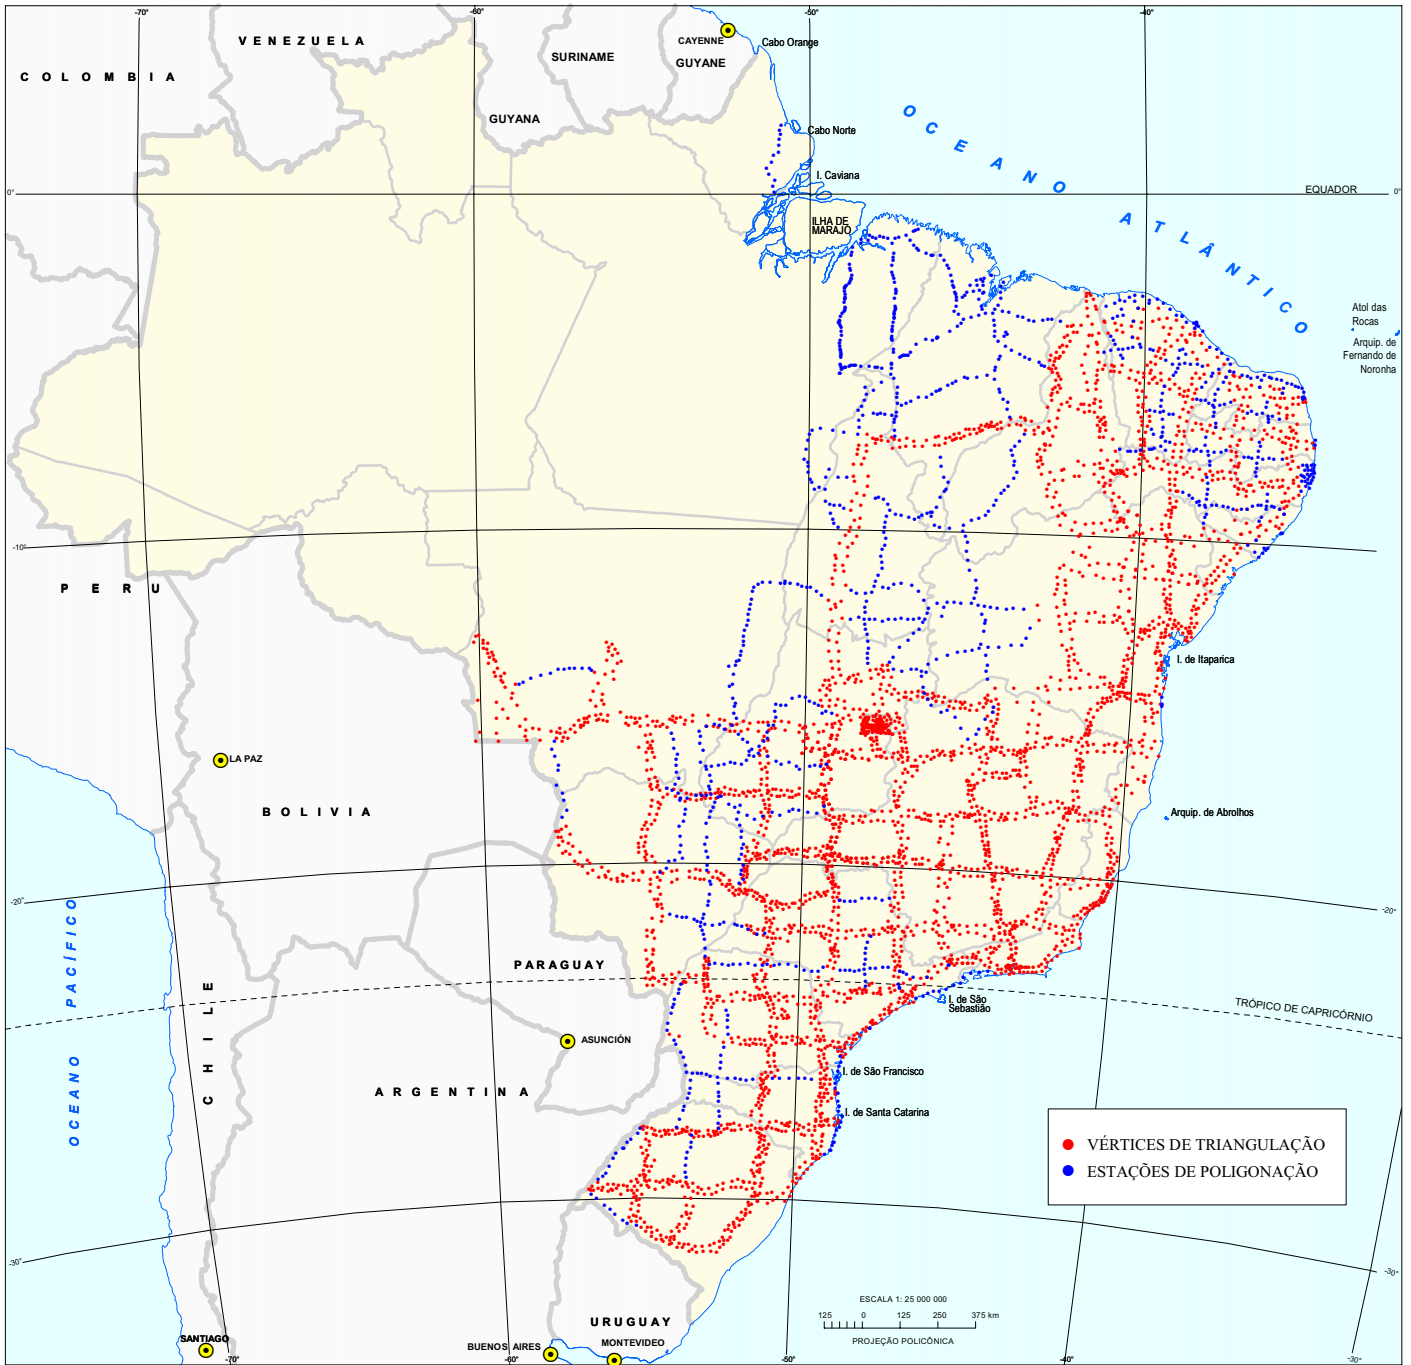 -70°
-60°
-50°
-40°
VENEZUELA
COLOMBIA
SURINAME
CAYENNE
GUYANE
Cabo Orange
GUYANA
Cabo Norte
I. Caviana
OCEANO ATLÂNTICO
EQUADOR
0°
0°
ILHA DE
MARAJÓ
Atol das
Rocas
Arquip. de
Fernando de
Noronha
-10°
PERU
I. de Itaparica
LA PAZ
BOLIVIA
Arquip. de Abrolhos
-20°
-20°
OCEANO PACÍFICO
CHILE
PARAGUAY
I. de São
Sebastião
TRÓPICO DE CAPRICÓRNIO
ASUNCIÓN
I. de São Francisco
ARGENTINA
I. de Santa Catarina
VÉRTICES DE TRIANGULAÇÃO
ESTAÇÕES DE POLIGONAÇÃO
-30°
-30°
ESCALA 1: 25 000 000
125 0 125 250 375 km
PROJEÇÃO POLICÔNICA
URUGUAY
SANTIAGO
BUENOS AIRES
MONTEVIDEO
-70°
-60°
-50°
-40°
-30°